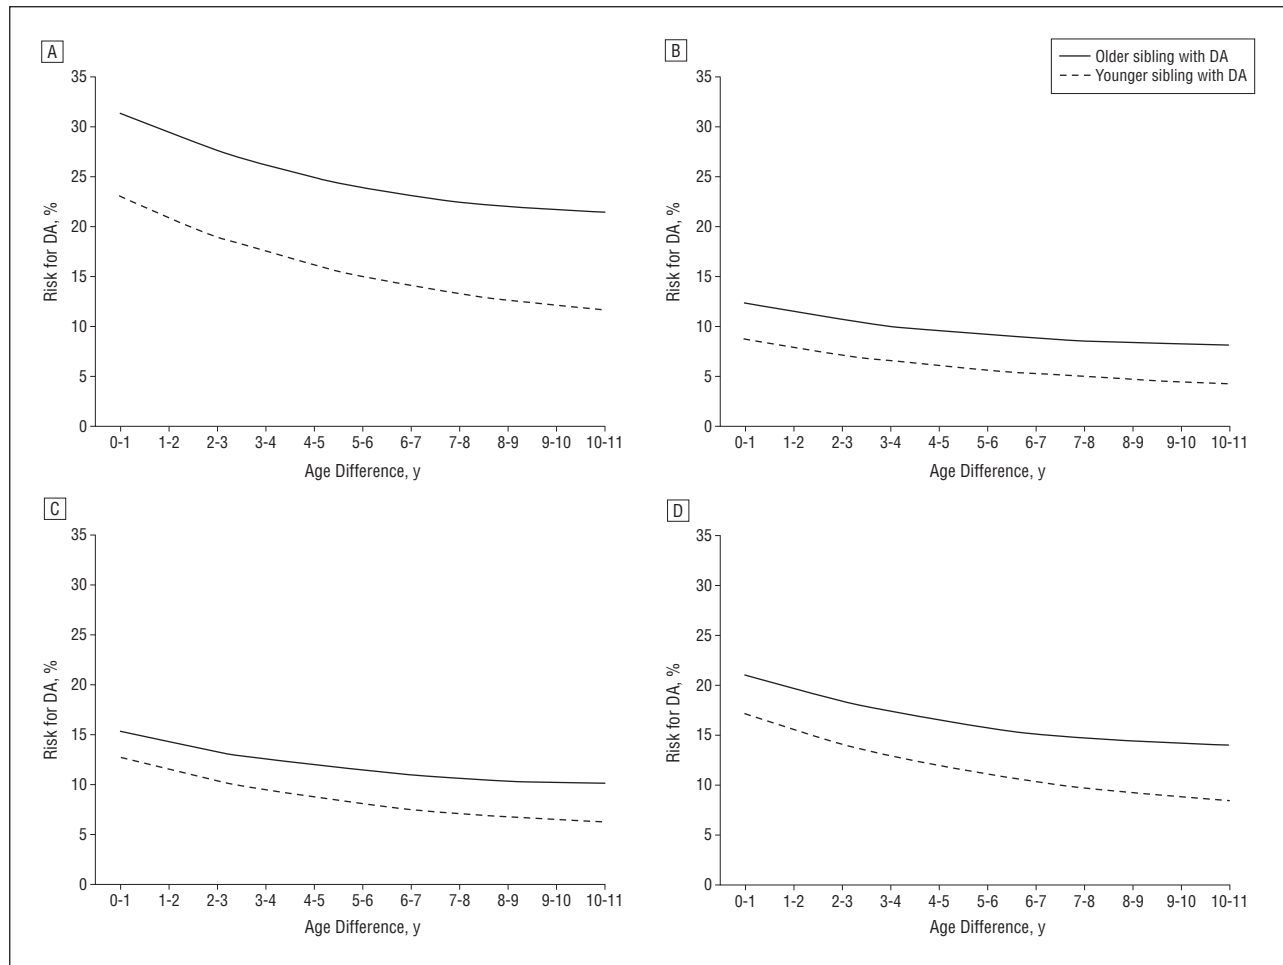 A
35
30
25
20
15
10
5
0
Risk for DA, %
0-1 1-2 2-3 3-4 4-5 5-6 6-7 7-8 8-9 9-10 10-11
Age Difference, y
B
Older sibling with DA
Younger sibling with DA
35
30
25
20
15
10
5
0
Risk for DA, %
0-1 1-2 2-3 3-4 4-5 5-6 6-7 7-8 8-9 9-10 10-11
Age Difference, y
C
35
30
25
20
15
10
5
0
Risk for DA, %
0-1 1-2 2-3 3-4 4-5 5-6 6-7 7-8 8-9 9-10 10-11
Age Difference, y
D
35
30
25
20
15
10
5
0
Risk for DA, %
0-1 1-2 2-3 3-4 4-5 5-6 6-7 7-8 8-9 9-10 10-11
Age Difference, y